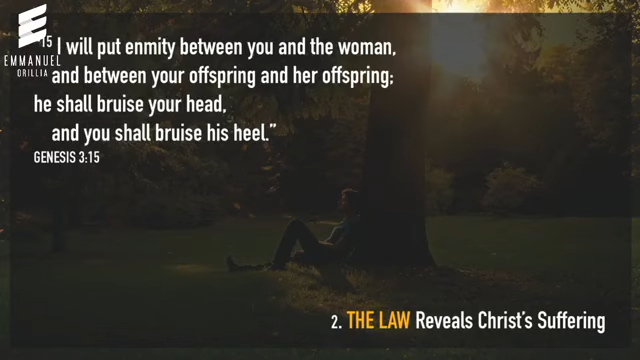 EMMANUEL
ORILLIA
15 I will put enmity between you and the woman,
and between your offspring and her offspring;
he shall bruise your head,
and you shall bruise his heel.”
GENESIS 3:15
2. THE LAW Reveals Christ’s Suffering